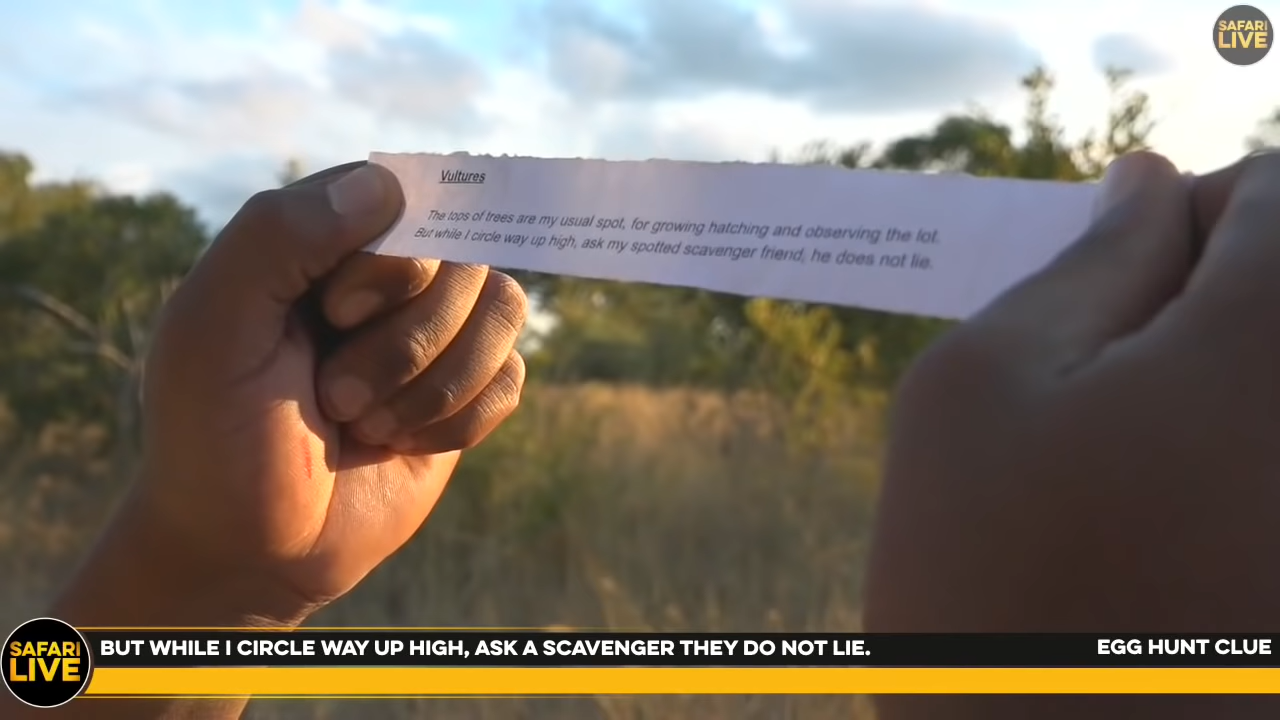 SAFARI
LIVE
Vultures
The tops of trees are my usual spot, for growing hatching and observing the lot.
But while I circle way up high, ask my spotted scavenger friend, he does not lie.
SAFARI
LIVE
BUT WHILE I CIRCLE WAY UP HIGH, ASK A SCAVENGER THEY DO NOT LIE.
EGG HUNT CLUE